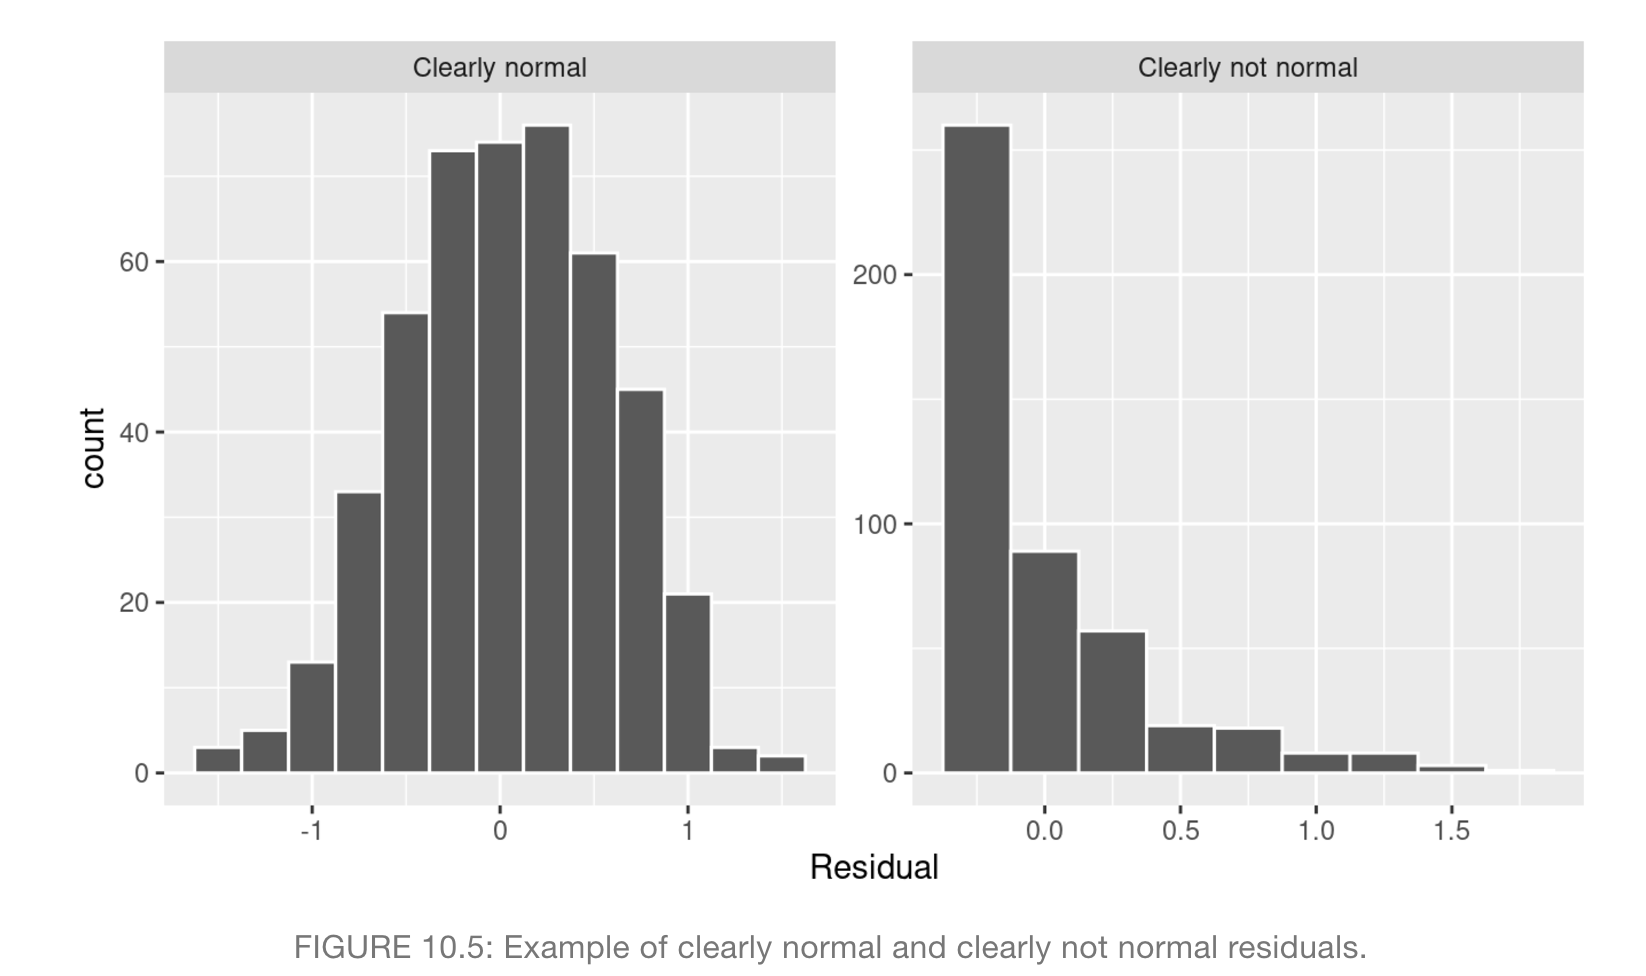 Clearly normal
Clearly not normal
count
60
40
20
0
200
100
0
-1
0
1
0.0
0.5
1.0
1.5
Residual
FIGURE 10.5: Example of clearly normal and clearly not normal residuals.